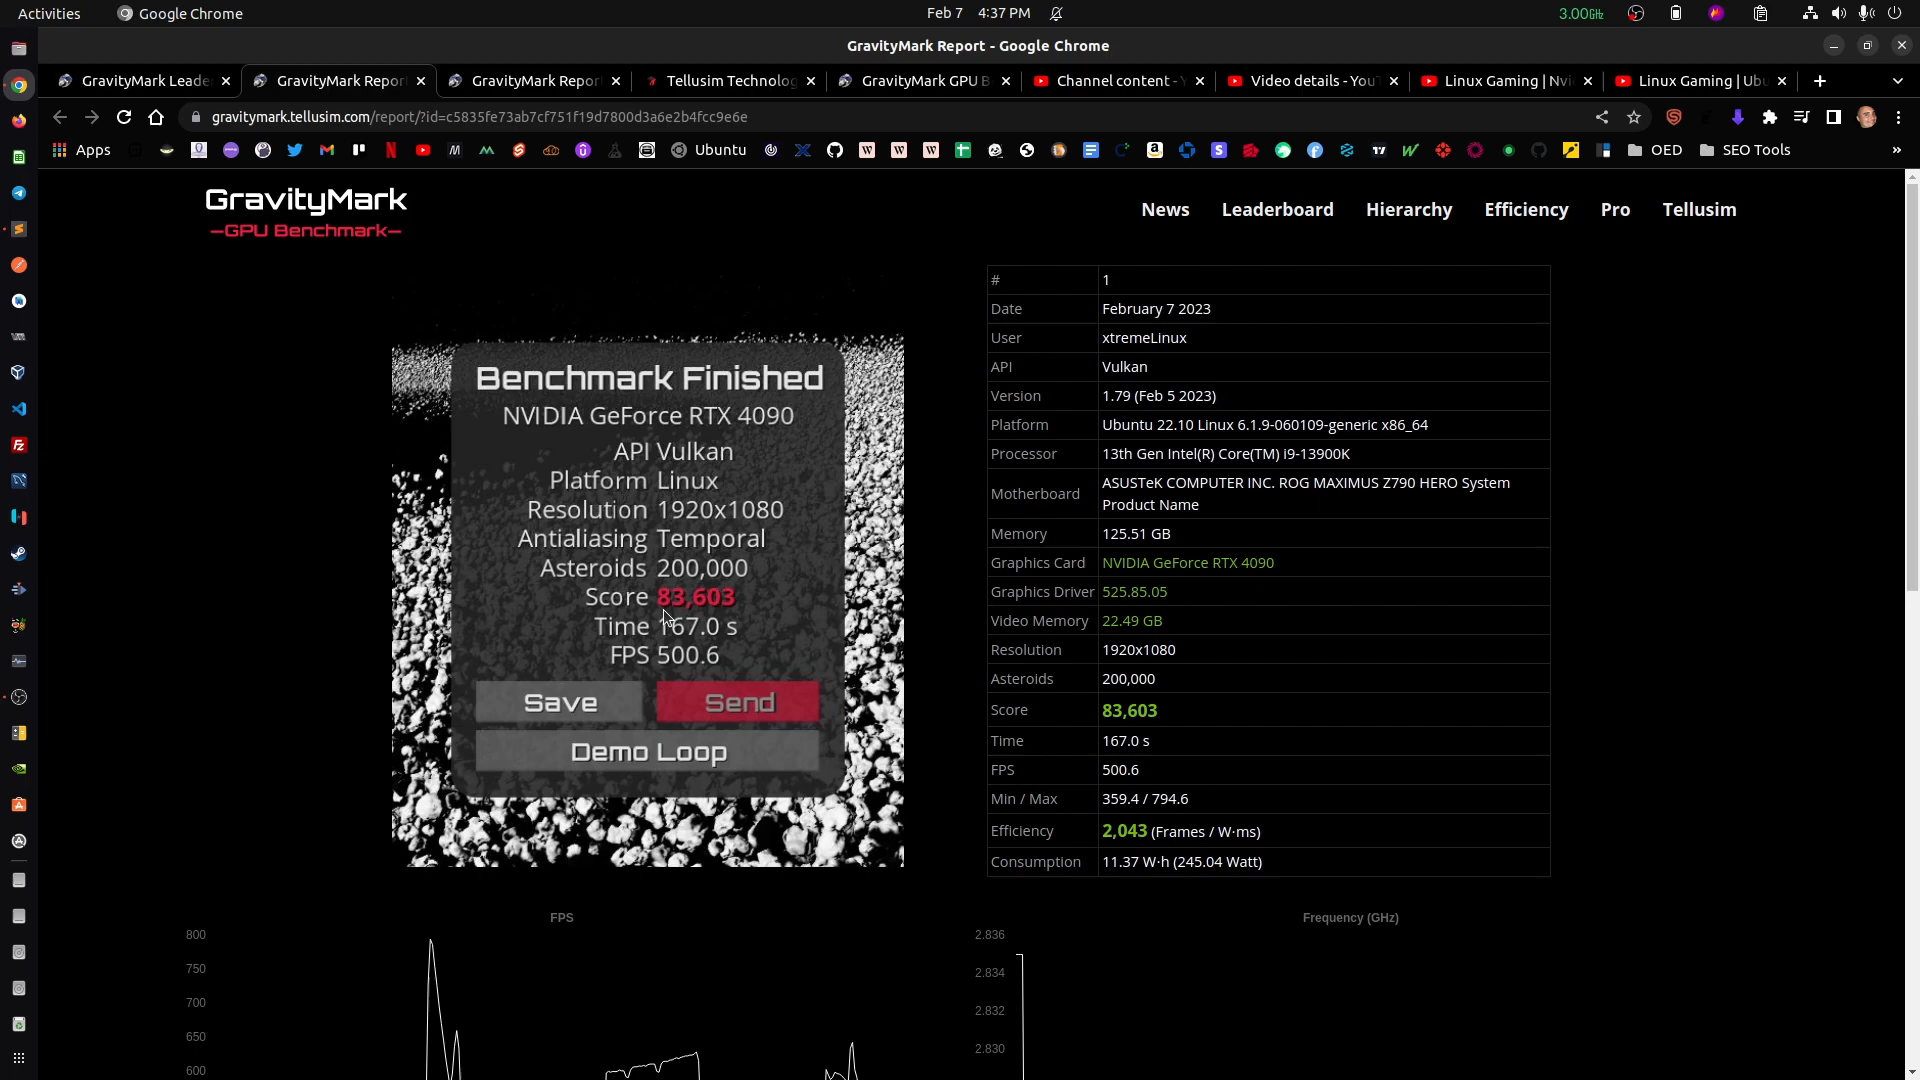 Activities
Google Chrome
Feb 7 4:37 PM
3.00GHz
GravityMark Report - Google Chrome
GravityMark Leade
GravityMark Repor
GravityMark Repor
Tellusim Technolog
GravityMark GPU B
Channel content - Y
Video details - YouT
Linux Gaming | Nvi
Linux Gaming | Ubu
gravitymark.tellusim.com/report/?id=c5835fe73ab7cf751f19d7800d3a6e2b4fcc9e6e
Apps
Ubuntu
OED
SEO Tools
GravityMark
—GPU Benchmark—
News
Leaderboard
Hierarchy
Efficiency
Pro
Tellusim
Benchmark Finished
NVIDIA GeForce RTX 4090
API Vulkan
Platform Linux
Resolution 1920x1080
Antialiasing Temporal
Asteroids 200,000
Score 83,603
Time 167.0 s
FPS 500.6
Save
Send
Demo Loop
# 1
Date February 7 2023
User xtremeLinux
API Vulkan
Version 1.79 (Feb 5 2023)
Platform Ubuntu 22.10 Linux 6.1.9-060109-generic x86_64
Processor 13th Gen Intel(R) Core(TM) i9-13900K
Motherboard ASUSTeK COMPUTER INC. ROG MAXIMUS Z790 HERO System
Product Name
Memory 125.51 GB
Graphics Card NVIDIA GeForce RTX 4090
Graphics Driver 525.85.05
Video Memory 22.49 GB
Resolution 1920x1080
Asteroids 200,000
Score 83,603
Time 167.0 s
FPS 500.6
Min / Max 359.4 / 794.6
Efficiency 2,043 (Frames / W·ms)
Consumption 11.37 W·h (245.04 Watt)
FPS
800
750
700
650
600
Frequency (GHz)
2.836
2.834
2.832
2.830